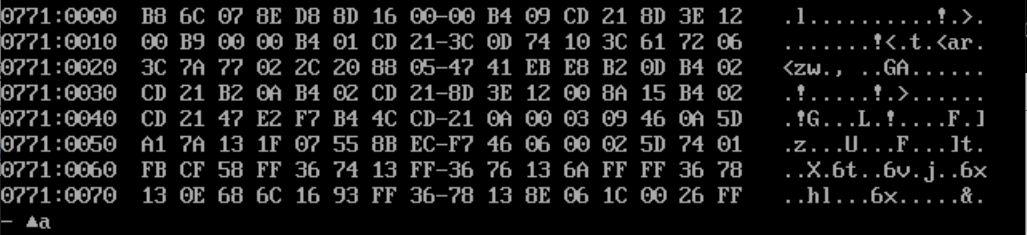 0771:0000  B8 6C 07 8E D8 8D 16 00-00 B4 09 CD 21 8D 3E 12   .l..........!.>.
0771:0010  00 B9 00 00 B4 01 CD 21-3C 0D 74 10 3C 61 72 06   .......!<.t.<ar.
0771:0020  3C 7A 77 02 2C 20 88 05-47 41 EB E8 B2 0D B4 02   <zw., ..GA......
0771:0030  CD 21 B2 0A B4 02 CD 21-8D 3E 12 00 8A 15 B4 02   .!.....!.>......
0771:0040  CD 21 47 E2 F7 B4 4C CD-21 0A 00 03 09 46 0A 5D   .!G...L.!....F.]
0771:0050  A1 7A 13 1F 07 55 8B EC-F7 46 06 00 02 5D 74 01   .z...U...F...]t.
0771:0060  FB CF 58 FF 36 74 13 FF-36 76 13 6A FF FF 36 78   ..X.6t..6v.j..6x
0771:0070  13 0E 68 6C 16 93 FF 36-78 13 8E 06 1C 00 26 FF   ..hl...6x.....&.
- ▲a